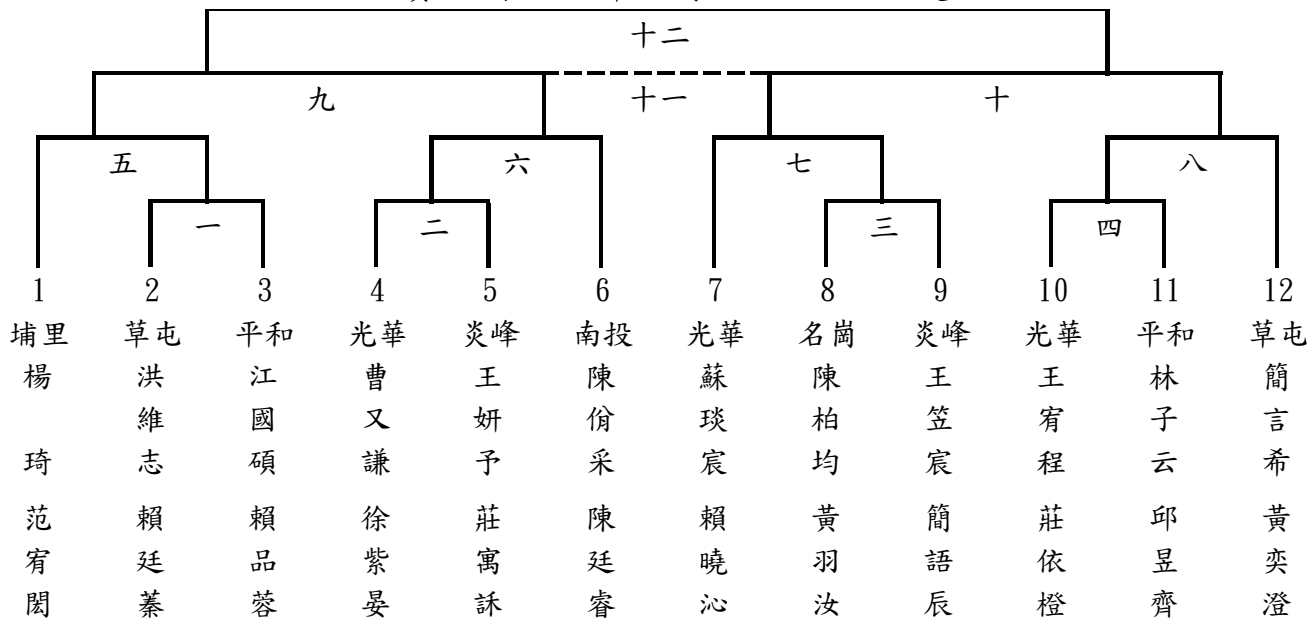 十二
九 十一 十
五 六 七 八
一 二 三 四
1 2 3 4 5 6 7 8 9 10 11 12
埔里 草屯 平和 光華 炎峰 南投 光華 名崗 炎峰 光華 平和 草屯
楊 洪 江 曹 王 陳 蘇 陳 王 王 林 簡
維 國 又 妍 佾 琰 柏 笠 宥 子 言
琦 志 碩 謙 予 采 宸 均 宸 程 云 希
范 賴 賴 徐 莊 陳 賴 黃 簡 莊 邱 黃
宥 廷 品 紫 寓 廷 曉 羽 語 依 昱 奕
閎 蓁 蓉 晏 訸 睿 沁 汝 辰 橙 齊 澄